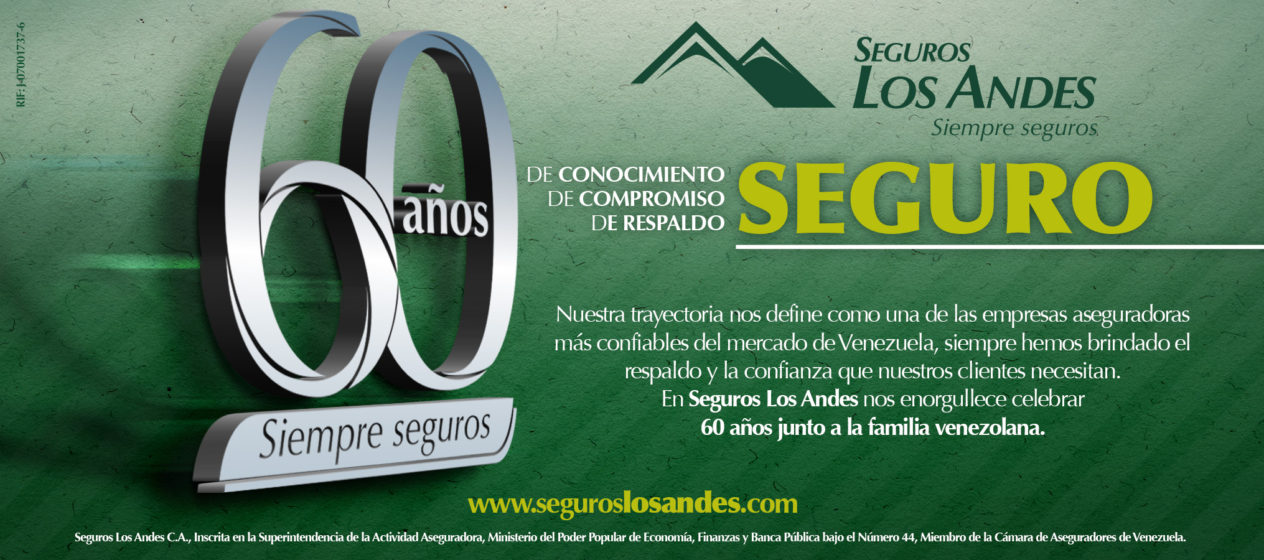 RIF: J-07001737-6
60
años
Siempre seguros
SEGUROS
LOS ANDES
Siempre seguros
DE CONOCIMIENTO
DE COMPROMISO
DE RESPALDO
SEGURO
Nuestra trayectoria nos define como una de las empresas aseguradoras
más confiables del mercado de Venezuela, siempre hemos brindado el
respaldo y la confianza que nuestros clientes necesitan.
En Seguros Los Andes nos enorgullece celebrar
60 años junto a la familia venezolana.
www.seguroslosandes.com
Seguros Los Andes C.A., Inscrita en la Superintendencia de la Actividad Aseguradora, Ministerio del Poder Popular de Economía, Finanzas y Banca Pública bajo el Número 44, Miembro de la Cámara de Aseguradores de Venezuela.